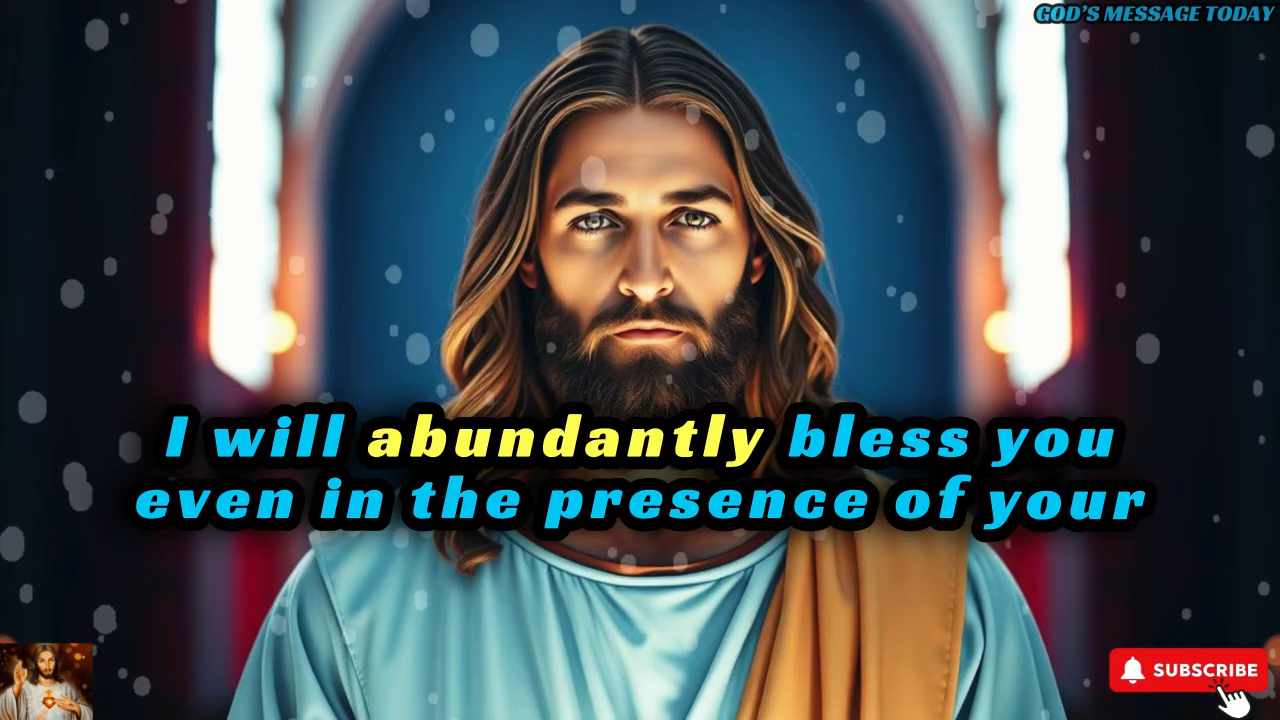 GOD'S MESSAGE TODAY
I will abundantly bless you
even in the presence of your
SUBSCRIBE